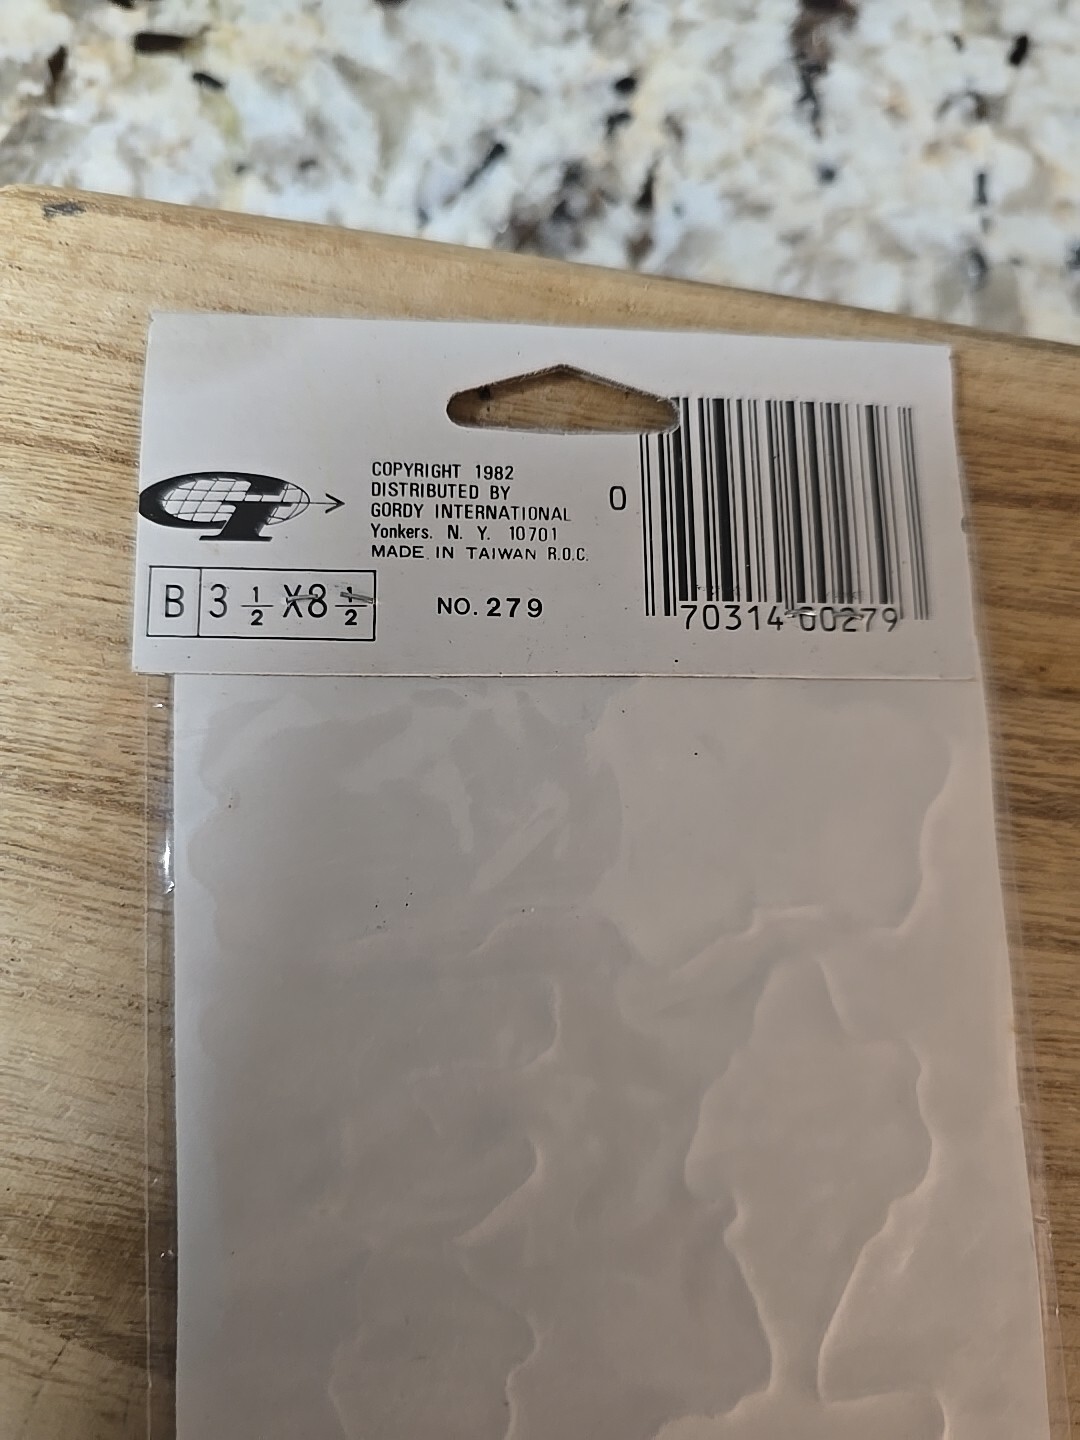 COPYRIGHT 1982
DISTRIBUTED BY
GORDY INTERNATIONAL
Yonkers. N. Y. 10701
MADE IN TAIWAN R.O.C.
GI
B 3 1/2 X8 1/2
NO. 279
0 70314 00279